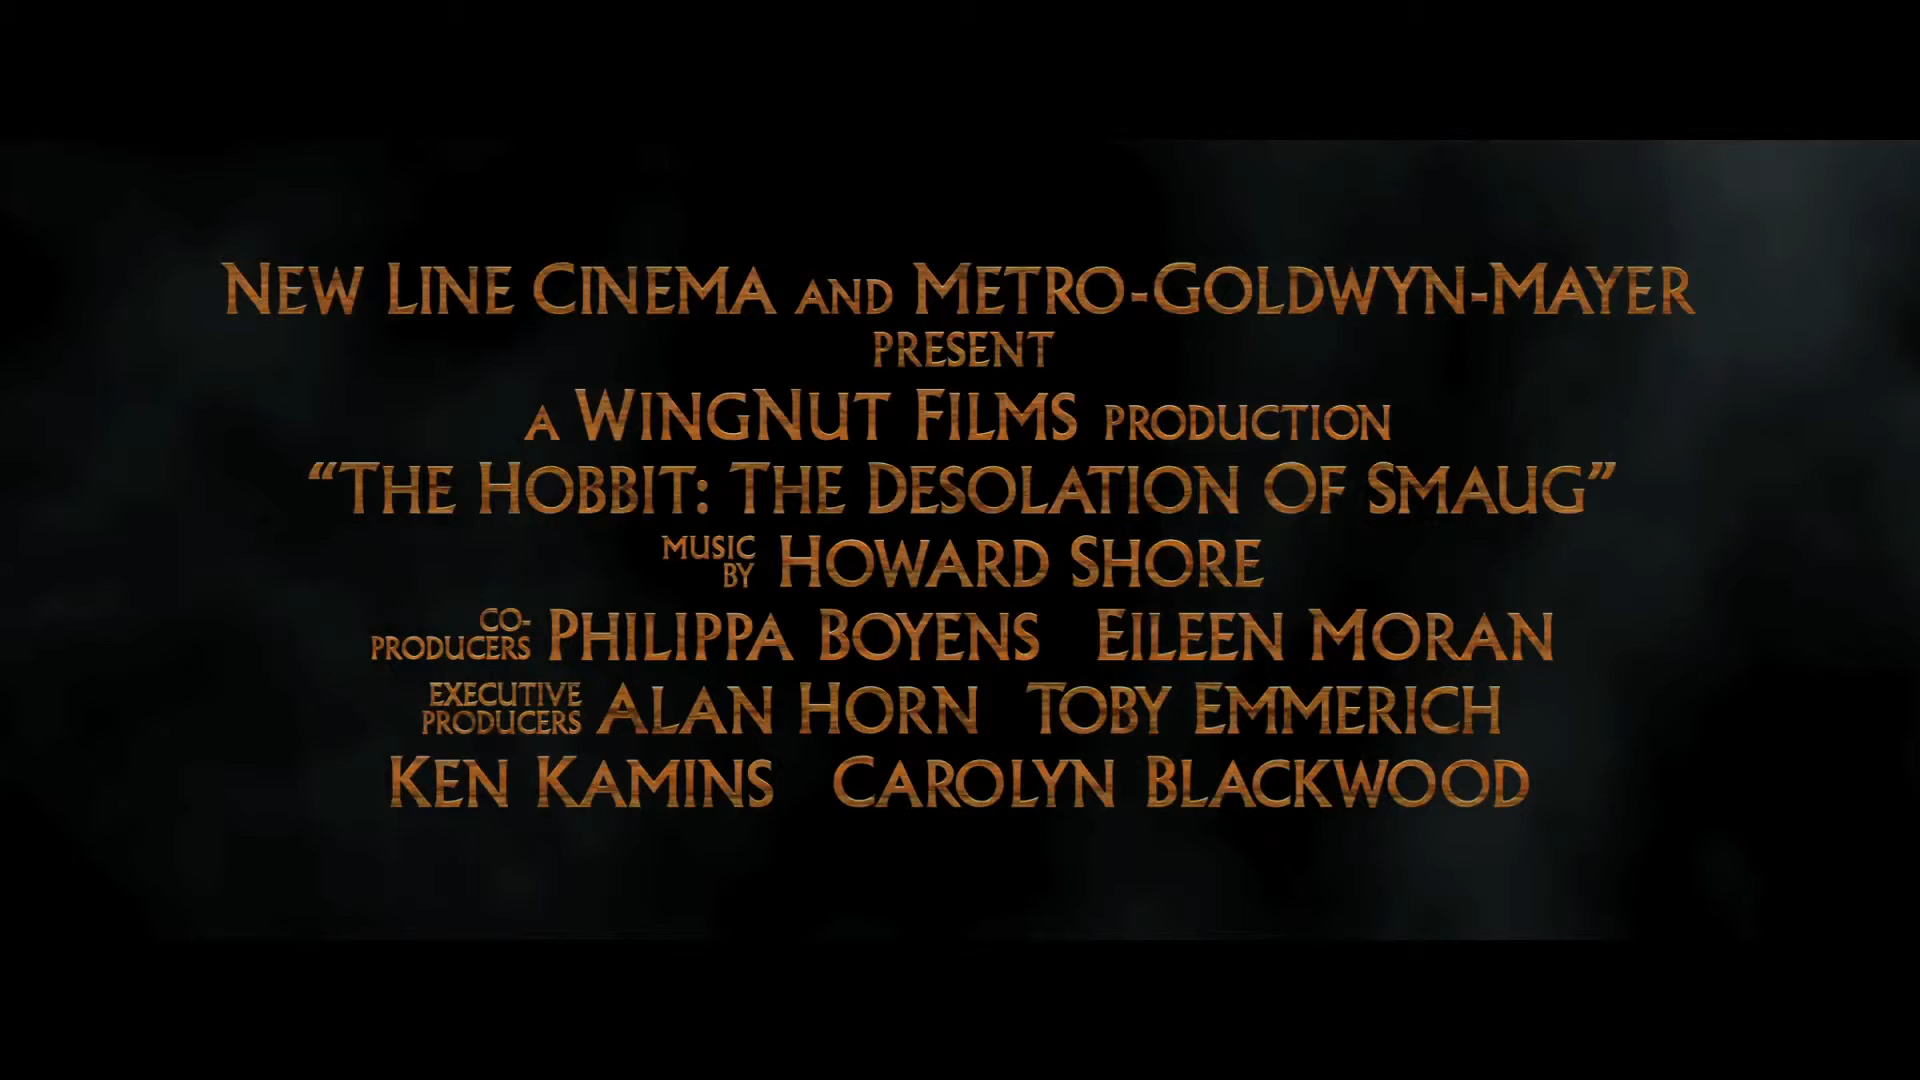 NEW LINE CINEMA AND METRO-GOLDWYN-MAYER
PRESENT
A WINGNUT FILMS PRODUCTION
“THE HOBBIT: THE DESOLATION OF SMAUG”
MUSIC BY HOWARD SHORE
CO-PRODUCERS PHILIPPA BOYENS EILEEN MORAN
EXECUTIVE PRODUCERS ALAN HORN TOBY EMMERICH
KEN KAMINS CAROLYN BLACKWOOD